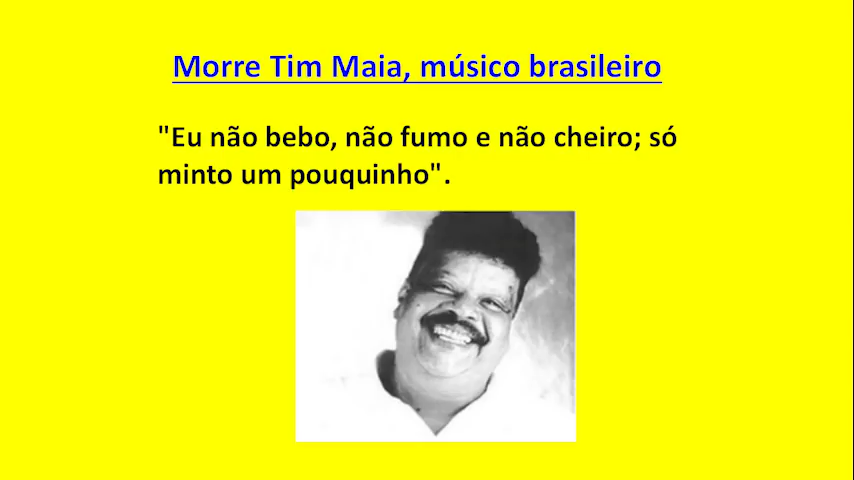 Morre Tim Maia, músico brasileiro
"Eu não bebo, não fumo e não cheiro; só
minto um pouquinho".